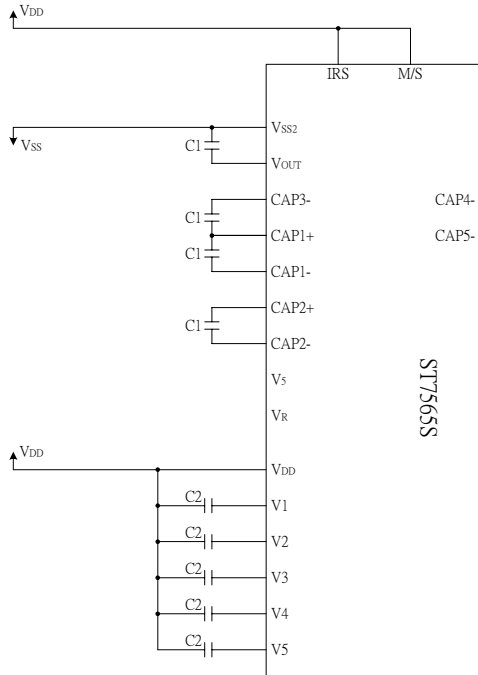 VDD
IRS M/S
VSS
VSS2
C1
VOUT
CAP3- CAP4-
C1
CAP1+ CAP5-
C1
CAP1-
CAP2+
C1
CAP2-
ST7565S
V5
VR
VDD
VDD
C2
V1
C2
V2
C2
V3
C2
V4
C2
V5